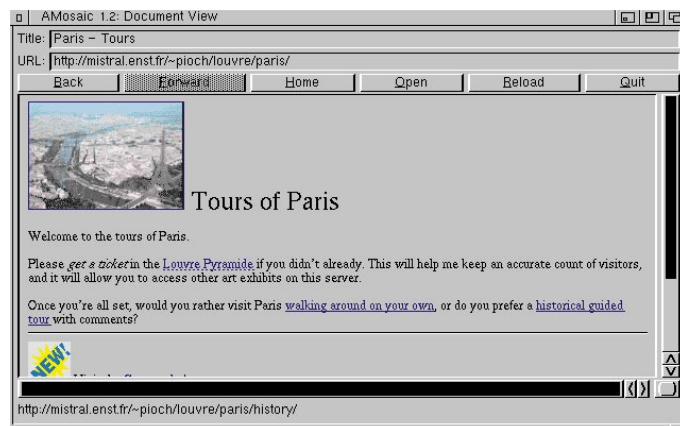 AMosaic 1.2: Document View
Title: Paris – Tours
URL: http://mistral.enst.fr/~pioch/louvre/paris/
Back Forward Home Open Reload Quit
Tours of Paris
Welcome to the tours of Paris.
Please get a ticket in the Louvre Pyramide if you didn't already. This will help me keep an accurate count of visitors,
and it will allow you to access other art exhibits on this server.
Once you're all set, would you rather visit Paris walking around on your own, or do you prefer a historical guided
tour with comments?
NEW!
http://mistral.enst.fr/~pioch/louvre/paris/history/